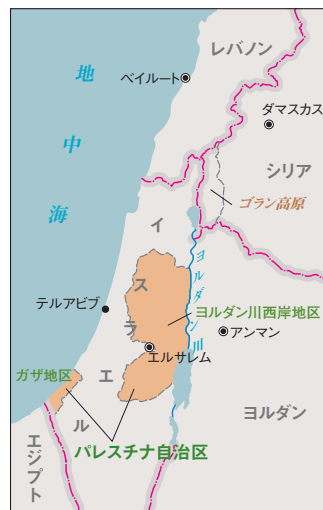 レバノン
ベイルート
地中海
ダマスカス
シリア
ゴラン高原
イスラエル
ヨルダン川
テルアビブ
ヨルダン川西岸地区
アンマン
エルサレム
ガザ地区
ヨルダン
パレスチナ自治区
エジプト